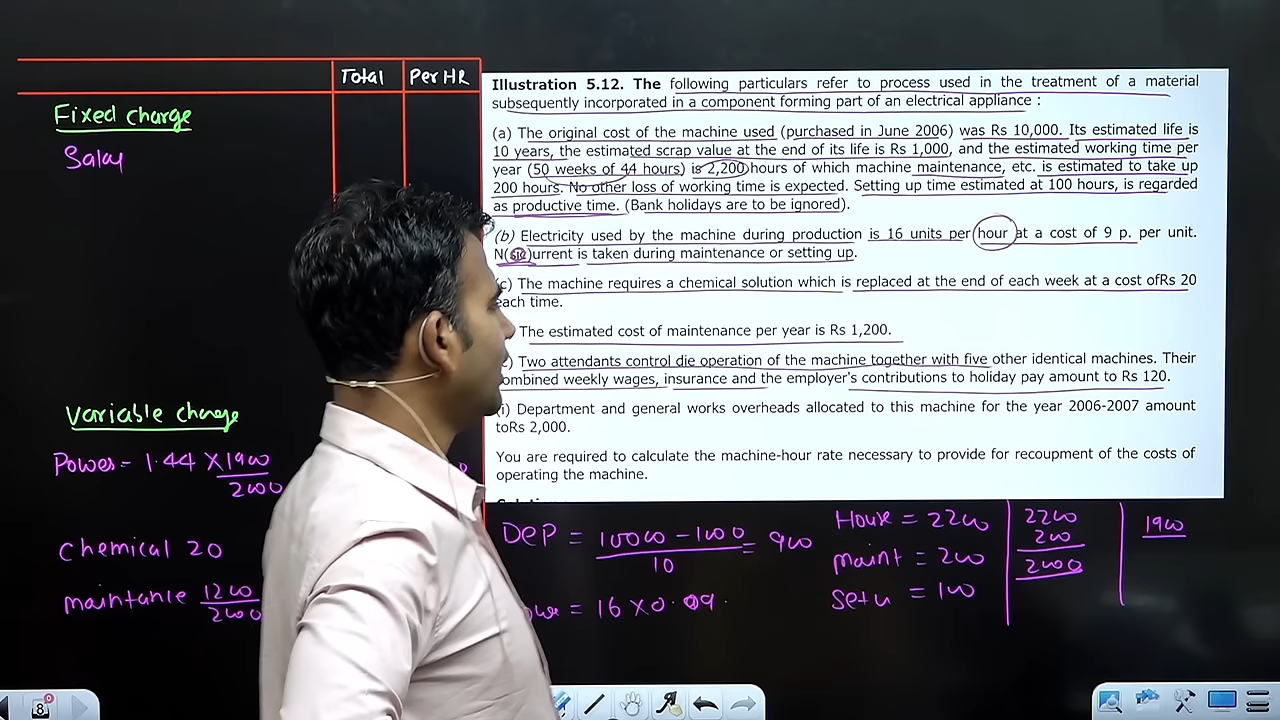 Total Per HR
Fixed charge
Salay
Variable charge
Power = 1.44 X 1900
2000
Chemical 20
maintance 1200
2000
Illustration 5.12. The following particulars refer to process used in the treatment of a material
subsequently incorporated in a component forming part of an electrical appliance :
(a) The original cost of the machine used (purchased in June 2006) was Rs 10,000. Its estimated life is
10 years, the estimated scrap value at the end of its life is Rs 1,000, and the estimated working time per
year (50 weeks of 44 hours) is 2,200 hours of which machine maintenance, etc. is estimated to take up
200 hours. No other loss of working time is expected. Setting up time estimated at 100 hours, is regarded
as productive time. (Bank holidays are to be ignored).
(b) Electricity used by the machine during production is 16 units per hour at a cost of 9 p. per unit.
N(sic)urrent is taken during maintenance or setting up.
c) The machine requires a chemical solution which is replaced at the end of each week at a cost ofRs 20
each time.
The estimated cost of maintenance per year is Rs 1,200.
) Two attendants control die operation of the machine together with five other identical machines. Their
ombined weekly wages, insurance and the employer's contributions to holiday pay amount to Rs 120.
i) Department and general works overheads allocated to this machine for the year 2006-2007 amount
toRs 2,000.
You are required to calculate the machine-hour rate necessary to provide for recoupment of the costs of
operating the machine.
DEP = 10000 - 1000 = 900
10
= 16 X 0.09
House = 2200
maint = 200
setu = 100
2200
200
2000
1900
8